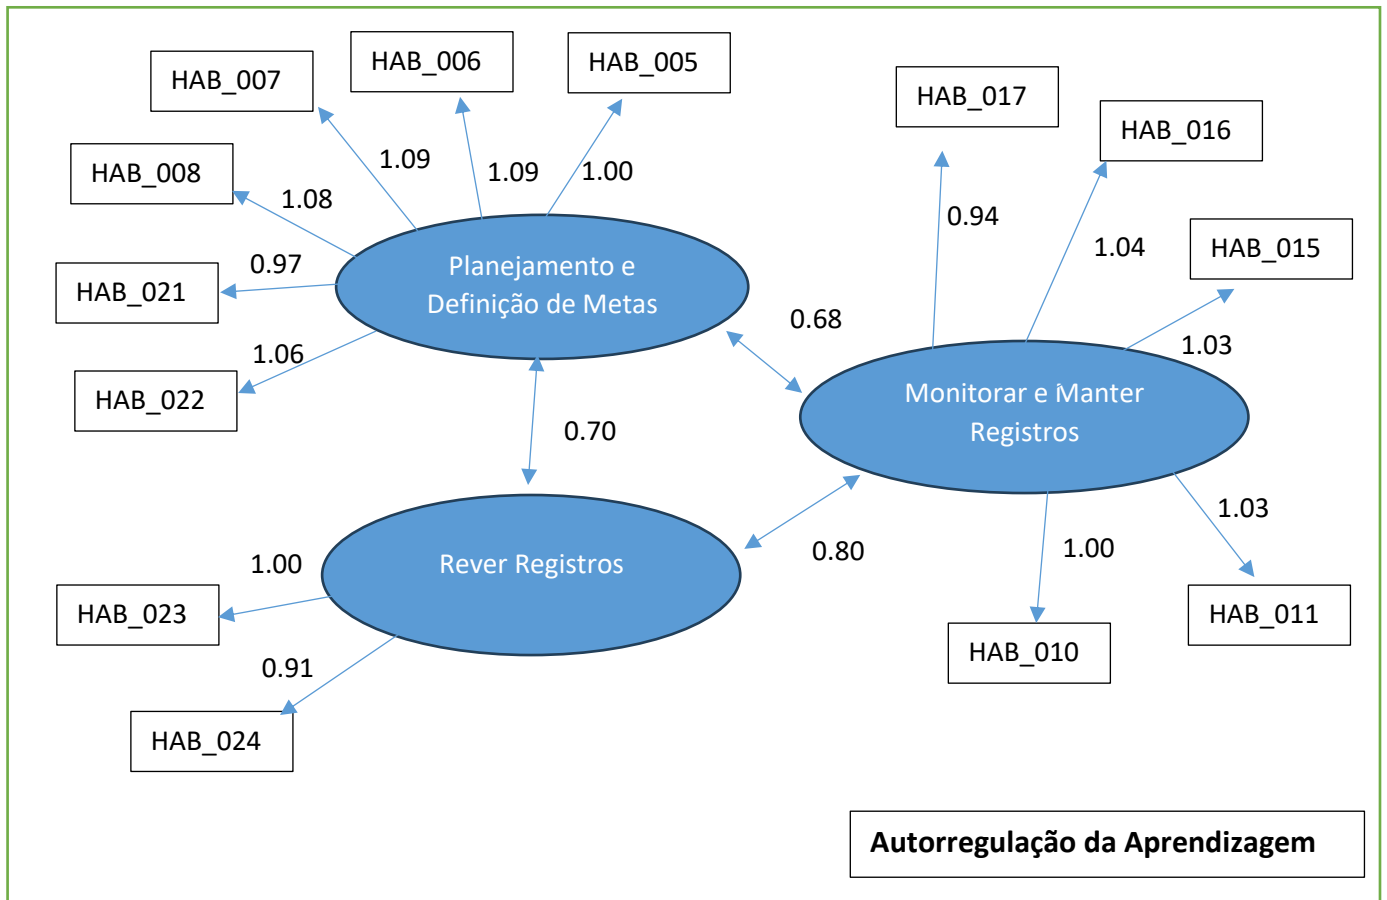 HAB_007
HAB_006
HAB_005
HAB_017
HAB_016
HAB_008
1.09
1.09
1.00
1.08
0.94
HAB_015
1.04
HAB_021
0.97
Planejamento e
Definição de Metas
0.68
1.03
1.06
HAB_022
Monitorar e Manter
Registros
0.70
1.03
Rever Registros
0.80
1.00
1.00
HAB_023
HAB_011
HAB_010
0.91
HAB_024
Autorregulação da Aprendizagem